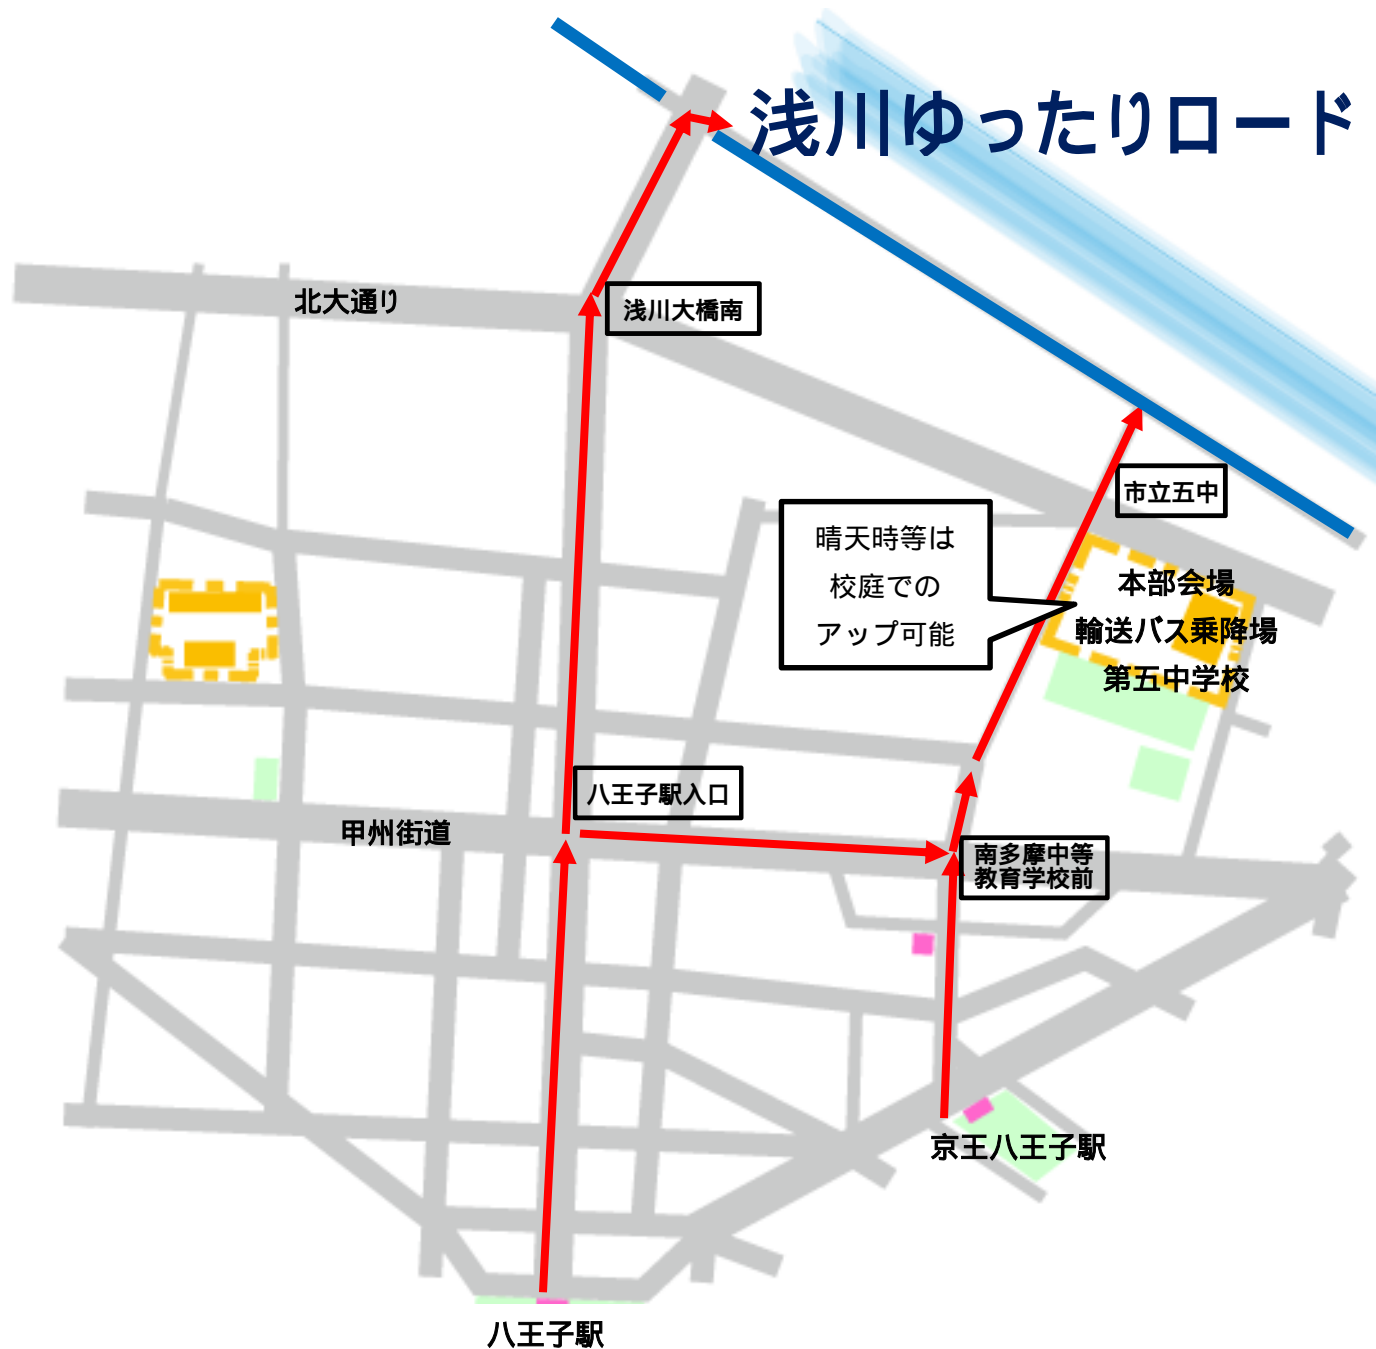 浅川ゆったりロード
北大通り
浅川大橋南
市立五中
晴天時等は
校庭での
アップ可能
本部会場
輸送バス乗降場
第五中学校
八王子駅入口
甲州街道
南多摩中等
教育学校前
京王八王子駅
八王子駅